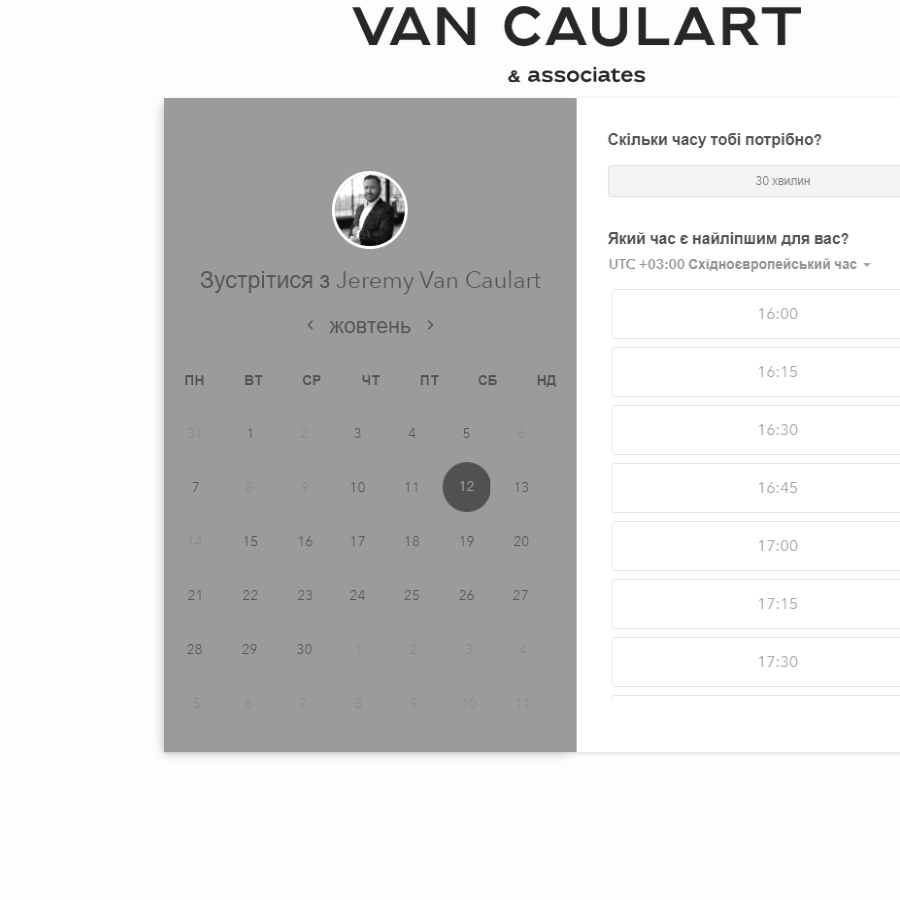 VAN CAULART
& associates
Зустрітися з Jeremy Van Caulart
жовтень
ПН ВТ СР ЧТ ПТ СБ НД
31 1 2 3 4 5 6
7 8 9 10 11 12 13
14 15 16 17 18 19 20
21 22 23 24 25 26 27
28 29 30 1 2 3 4
5 6 7 8 9 10 11
Скільки часу тобі потрібно?
30 хвилин
Який час є найліпшим для вас?
UTC +03:00 Східноєвропейський час
16:00
16:15
16:30
16:45
17:00
17:15
17:30